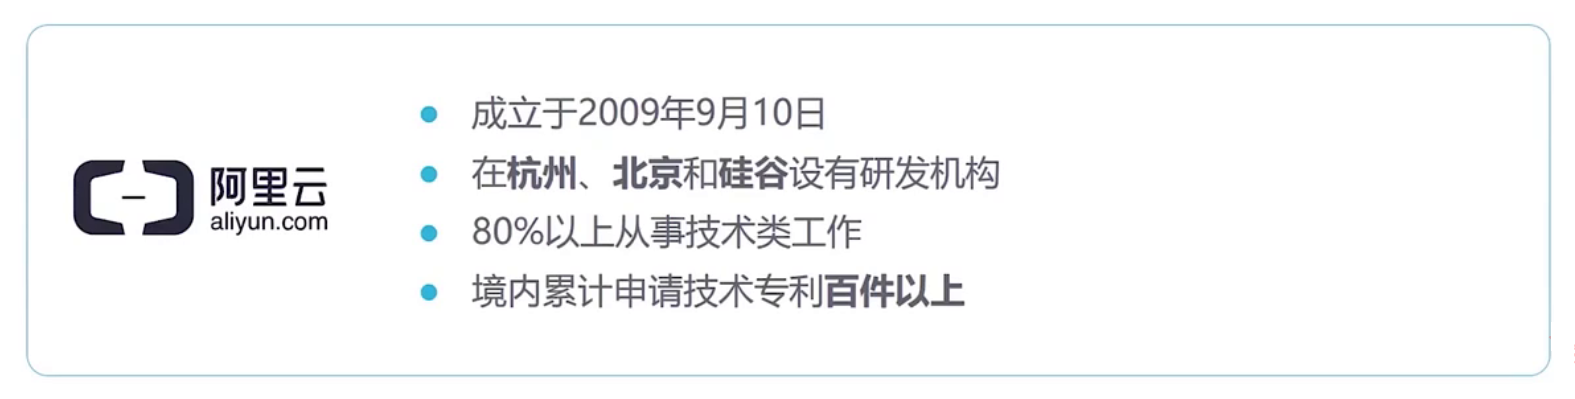 阿里云
aliyun.com
成立于2009年9月10日
在杭州、北京和硅谷设有研发机构
80%以上从事技术类工作
境内累计申请技术专利百件以上